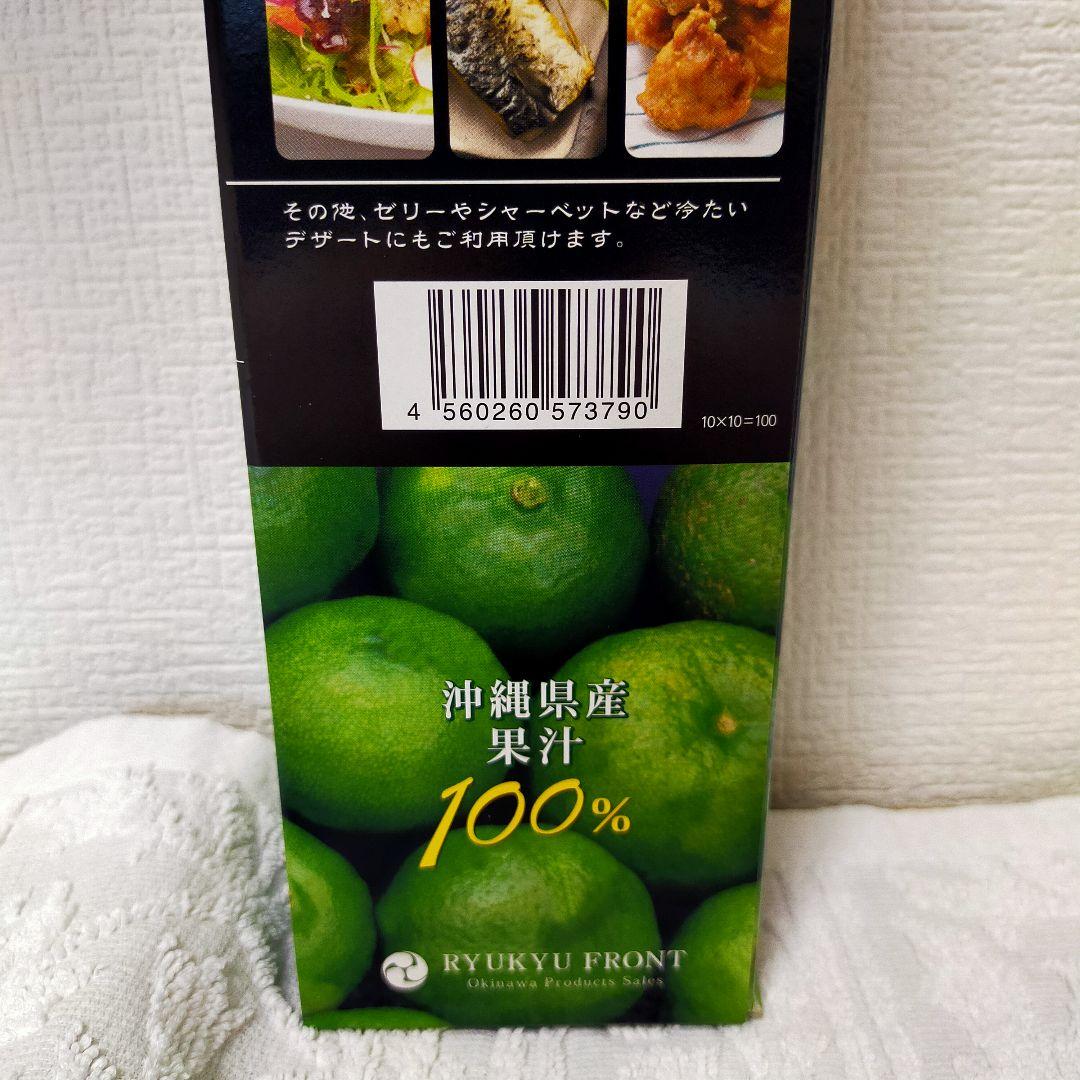 その他、ゼリーやシャーベットなど冷たい
デザートにもご利用頂けます。
4 560260 573790
10×10=100
沖縄県産
果汁
100%
RYUKYU FRONT
Okinawa Products Sales